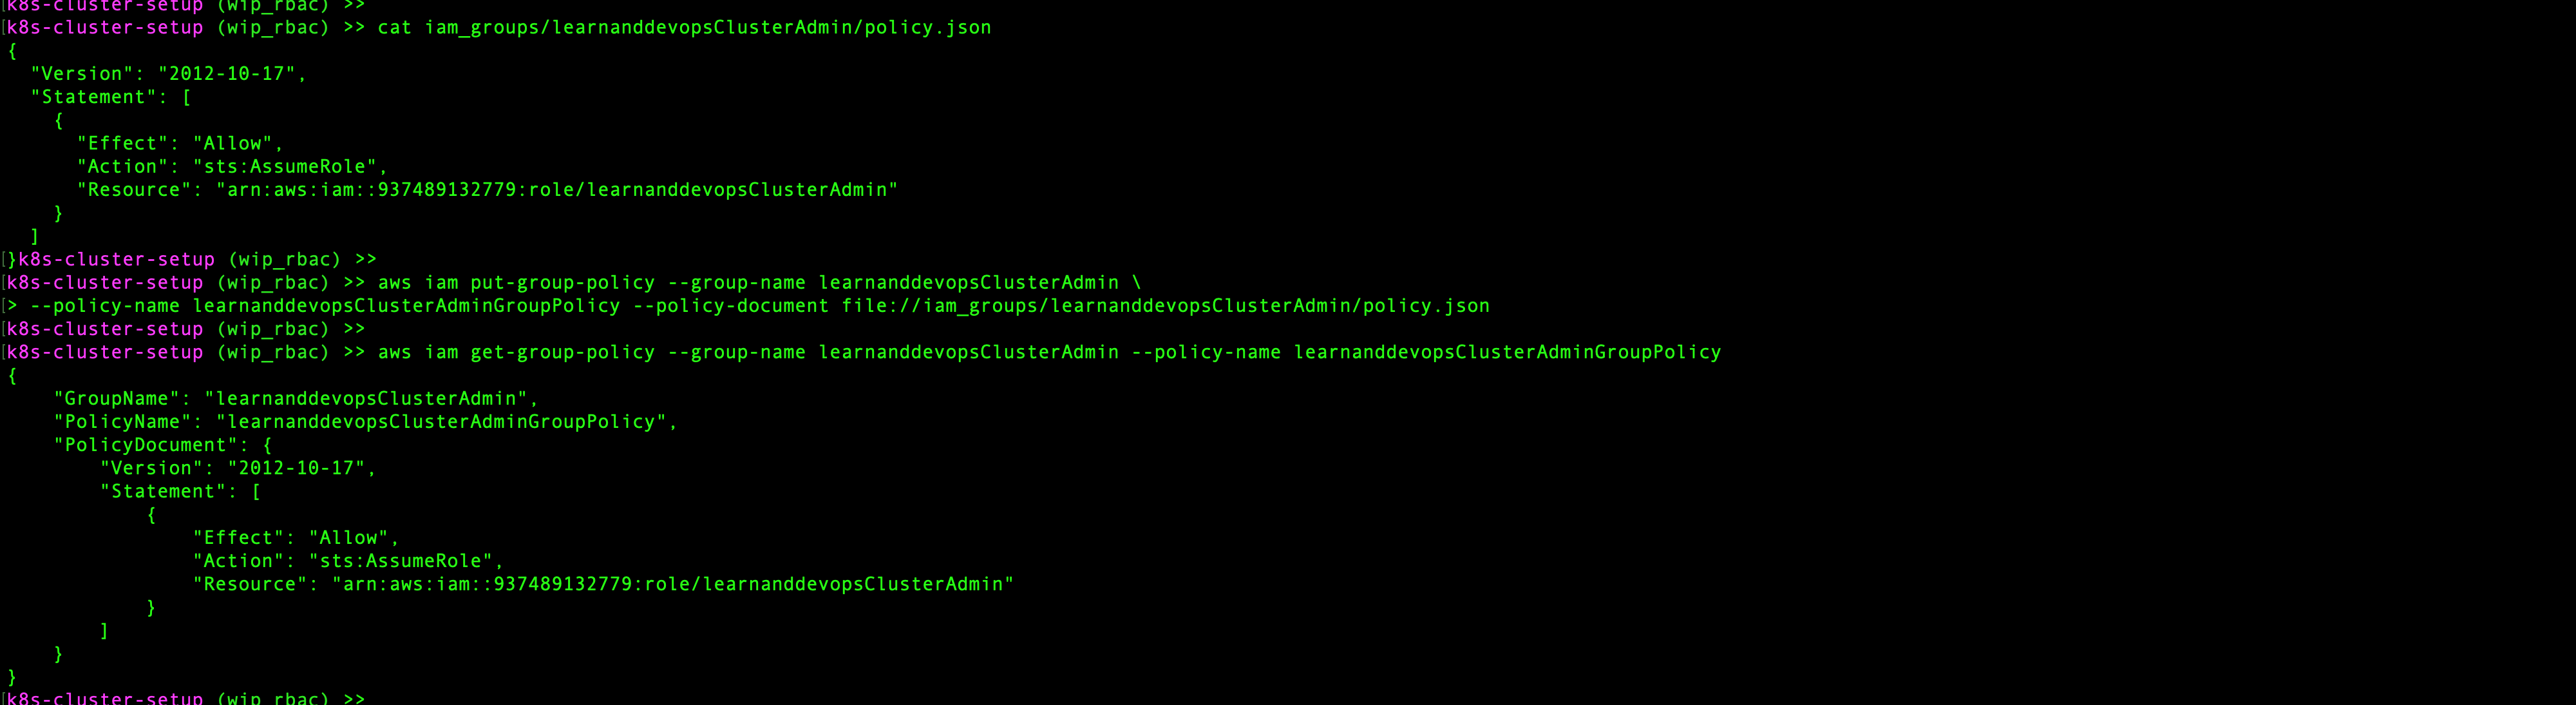 [k8s-cluster-setup (wip_rbac) >>
[k8s-cluster-setup (wip_rbac) >> cat iam_groups/learnanddevopsClusterAdmin/policy.json
{
  "Version": "2012-10-17",
  "Statement": [
    {
      "Effect": "Allow",
      "Action": "sts:AssumeRole",
      "Resource": "arn:aws:iam::937489132779:role/learnanddevopsClusterAdmin"
    }
  ]
[}k8s-cluster-setup (wip_rbac) >>
[k8s-cluster-setup (wip_rbac) >> aws iam put-group-policy --group-name learnanddevopsClusterAdmin \
[> --policy-name learnanddevopsClusterAdminGroupPolicy --policy-document file://iam_groups/learnanddevopsClusterAdmin/policy.json
[k8s-cluster-setup (wip_rbac) >>
[k8s-cluster-setup (wip_rbac) >> aws iam get-group-policy --group-name learnanddevopsClusterAdmin --policy-name learnanddevopsClusterAdminGroupPolicy
{
    "GroupName": "learnanddevopsClusterAdmin",
    "PolicyName": "learnanddevopsClusterAdminGroupPolicy",
    "PolicyDocument": {
        "Version": "2012-10-17",
        "Statement": [
            {
                "Effect": "Allow",
                "Action": "sts:AssumeRole",
                "Resource": "arn:aws:iam::937489132779:role/learnanddevopsClusterAdmin"
            }
        ]
    }
}
[k8s-cluster-setup (wip_rbac) >>